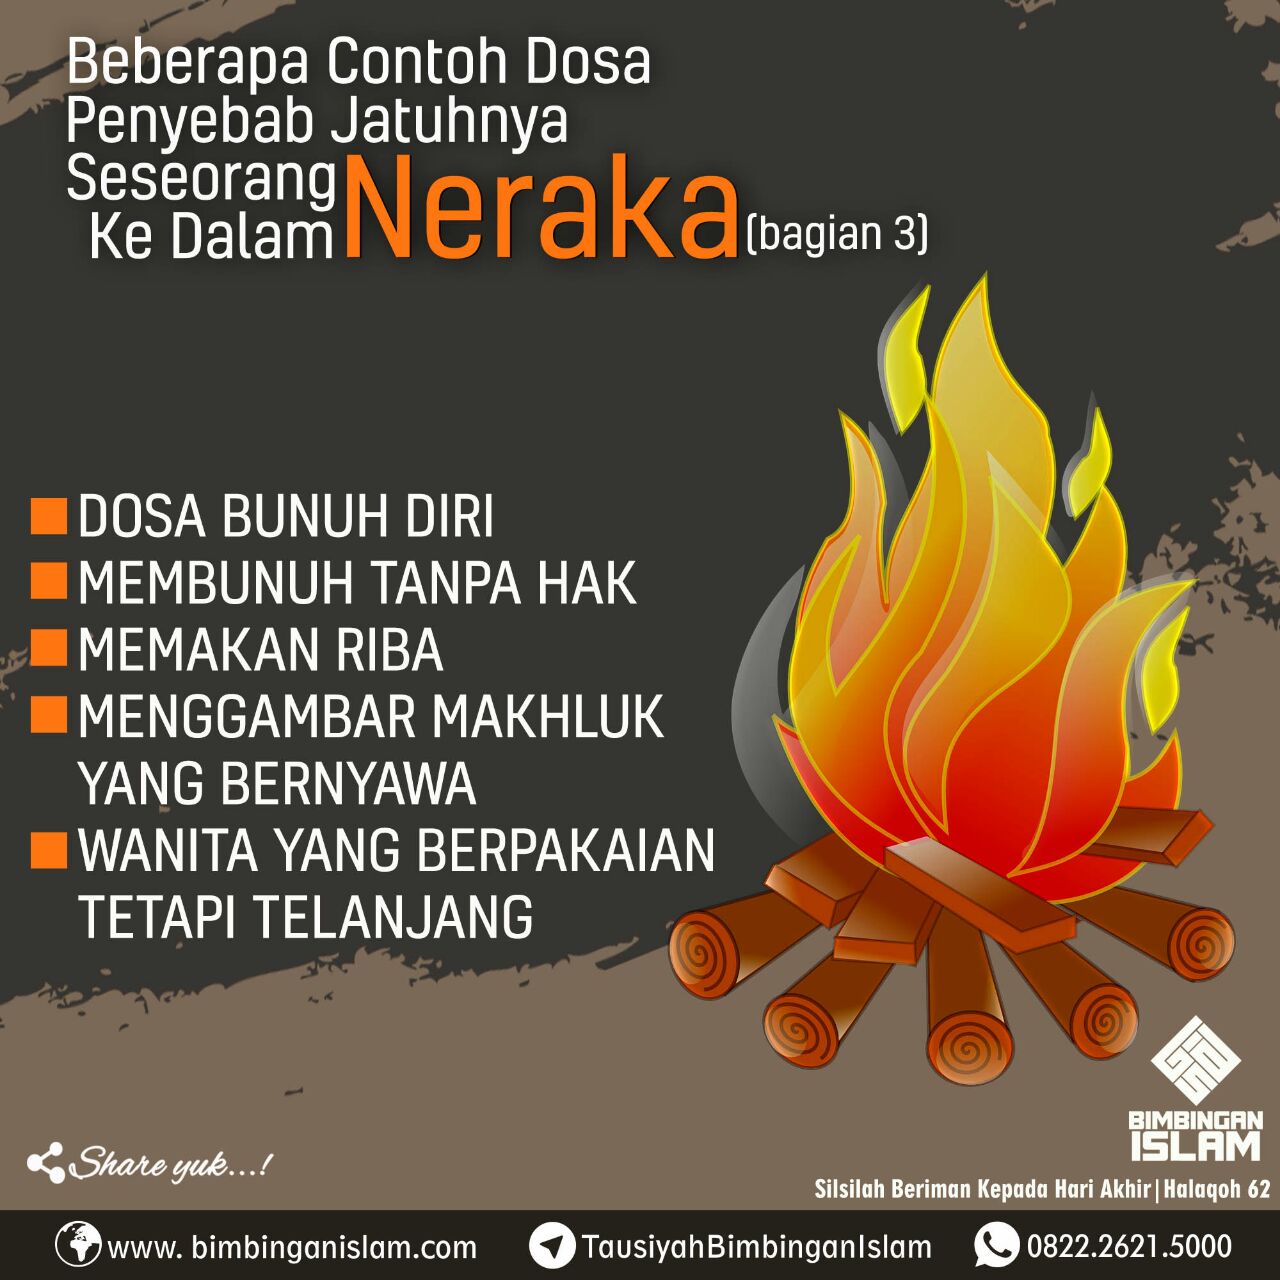 Beberapa Contoh Dosa
Penyebab Jatuhnya
Seseorang
Ke Dalam Neraka (bagian 3)
DOSA BUNUH DIRI
MEMBUNUH TANPA HAK
MEMAKAN RIBA
MENGGAMBAR MAKHLUK
YANG BERNYAWA
WANITA YANG BERPAKAIAN
TETAPI TELANJANG
BIMBINGAN
ISLAM
Share yuk...!
Silsilah Beriman Kepada Hari Akhir|Halaqoh 62
www. bimbinganislam.com TausiyahBimbinganIslam 0822.2621.5000